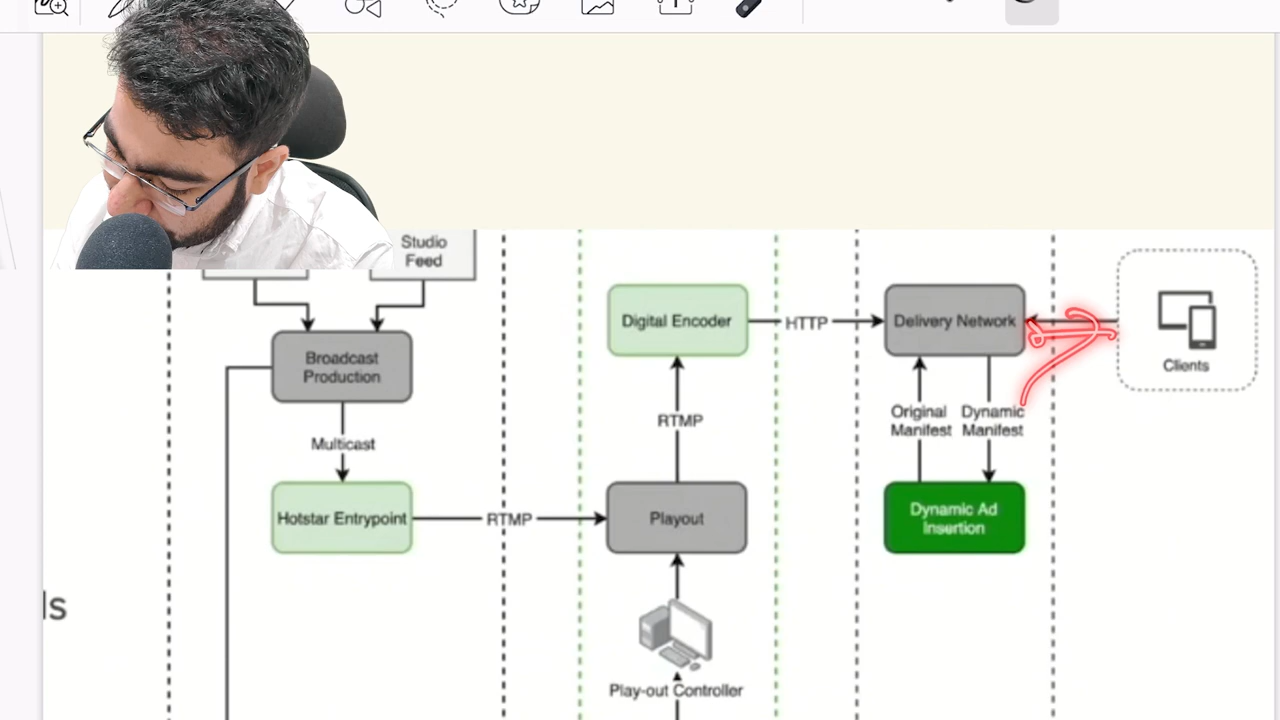 Studio
Feed
Digital Encoder
HTTP
Delivery Network
Clients
Broadcast
Production
Multicast
RTMP
Original
Manifest
Dynamic
Manifest
Hotstar Entrypoint
RTMP
Playout
Dynamic Ad
Insertion
ls
Play-out Controller